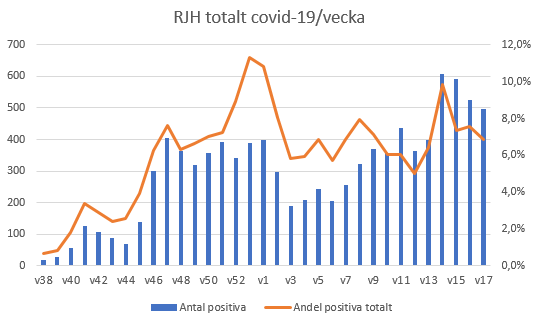 RJH totalt covid-19/vecka
700 12,0%
600 10,0%
500 8,0%
400 6,0%
300 4,0%
200 2,0%
100 0,0%
0
v38 v40 v42 v44 v46 v48 v50 v52 v1 v3 v5 v7 v9 v11 v13 v15 v17
Antal positiva Andel positiva totalt